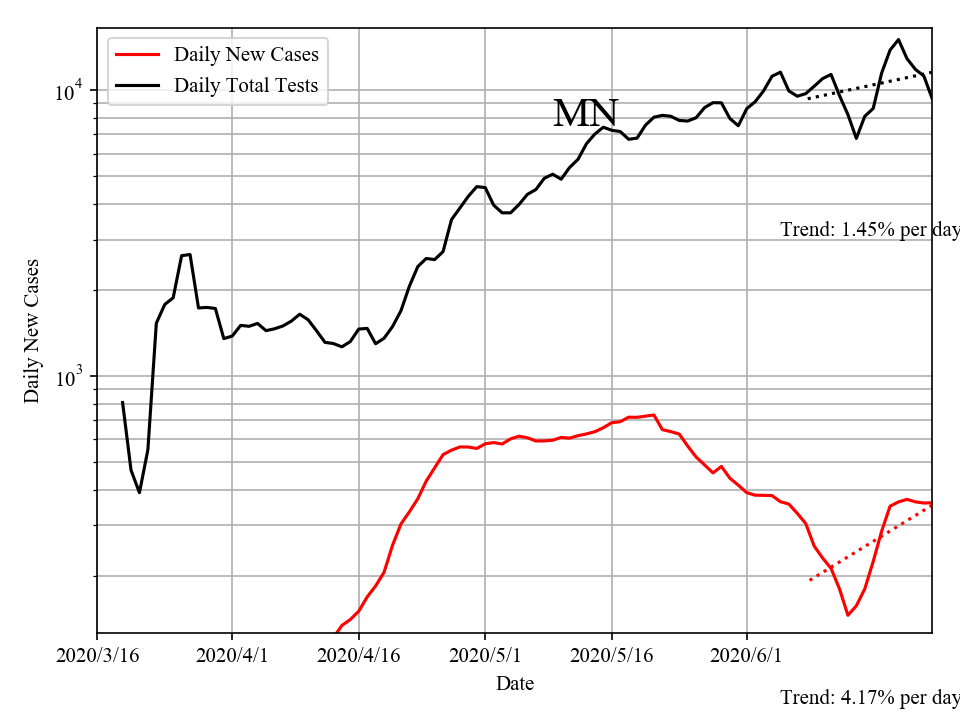 Daily New Cases
Daily Total Tests
MN
10^4
10^3
Trend: 1.45% per day
Daily New Cases
2020/3/16
2020/4/1
2020/4/16
2020/5/1
2020/5/16
2020/6/1
Date
Trend: 4.17% per day